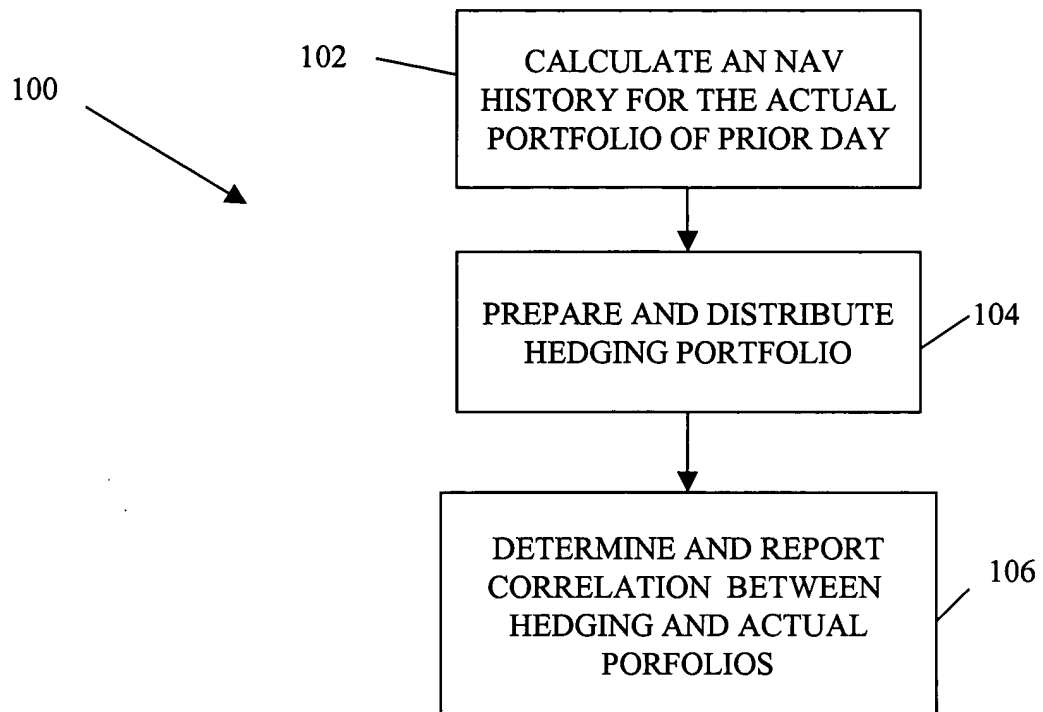 100
102
CALCULATE AN NAV
HISTORY FOR THE ACTUAL
PORTFOLIO OF PRIOR DAY
PREPARE AND DISTRIBUTE
HEDGING PORTFOLIO
104
DETERMINE AND REPORT
CORRELATION BETWEEN
HEDGING AND ACTUAL
PORFOLIOS
106